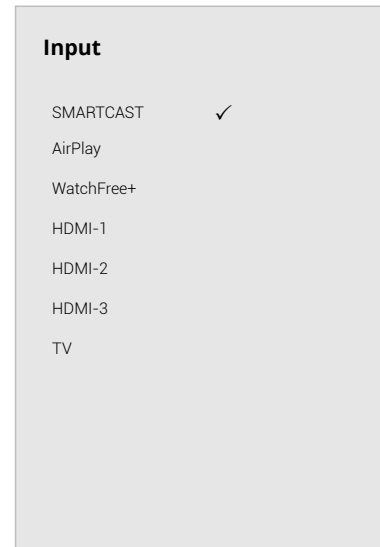 Input
SMARTCAST ✓
AirPlay
WatchFree+
HDMI-1
HDMI-2
HDMI-3
TV